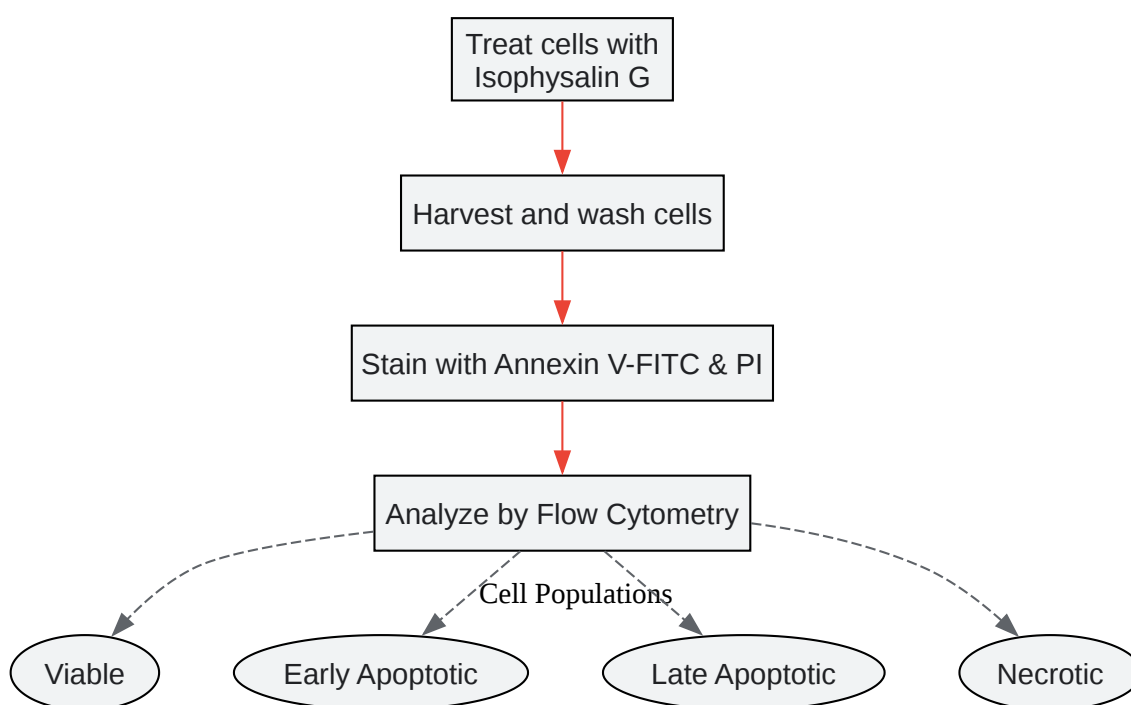 Treat cells with
Isophysalin G
Harvest and wash cells
Stain with Annexin V-FITC & PI
Analyze by Flow Cytometry
Cell Populations
Viable
Early Apoptotic
Late Apoptotic
Necrotic